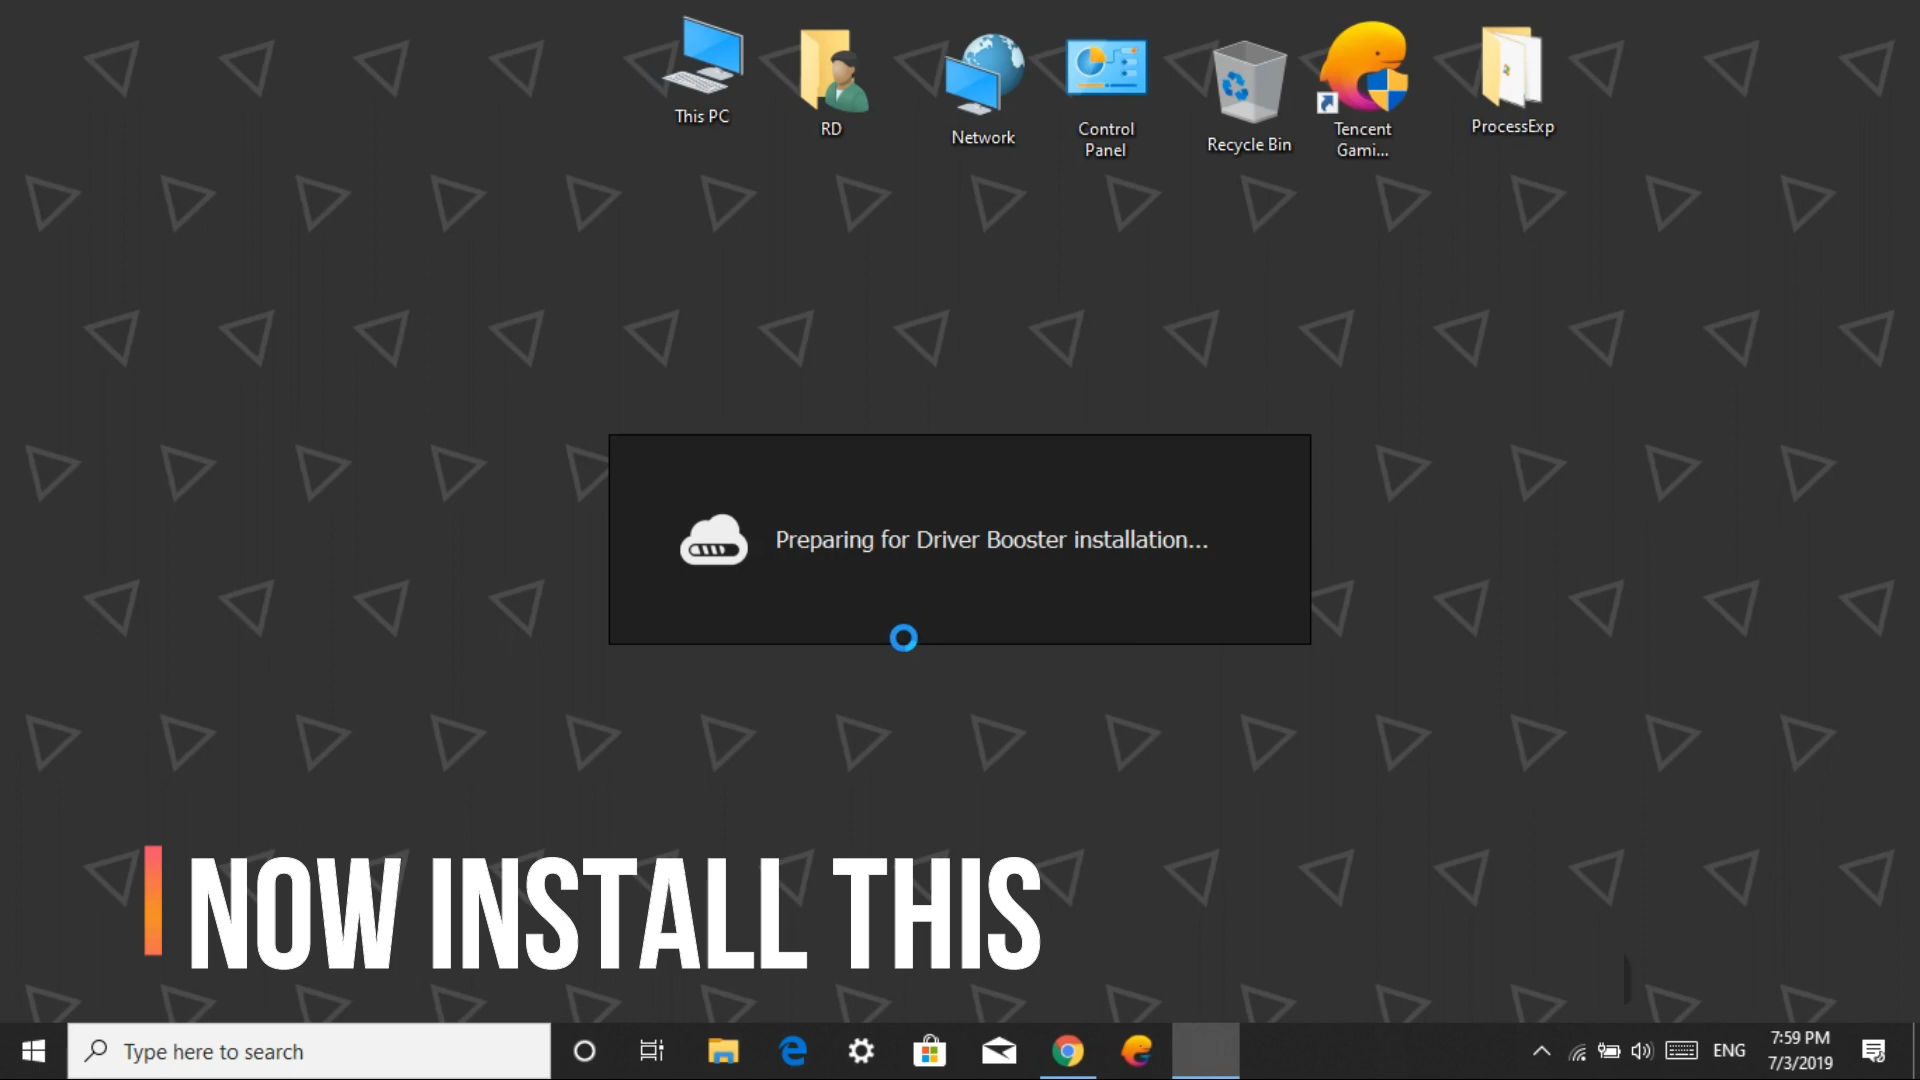 This PC
RD
Network
Control
Panel
Recycle Bin
Tencent
Gami...
ProcessExp
Preparing for Driver Booster installation...
NOW INSTALL THIS
Type here to search
ENG
7:59 PM
7/3/2019